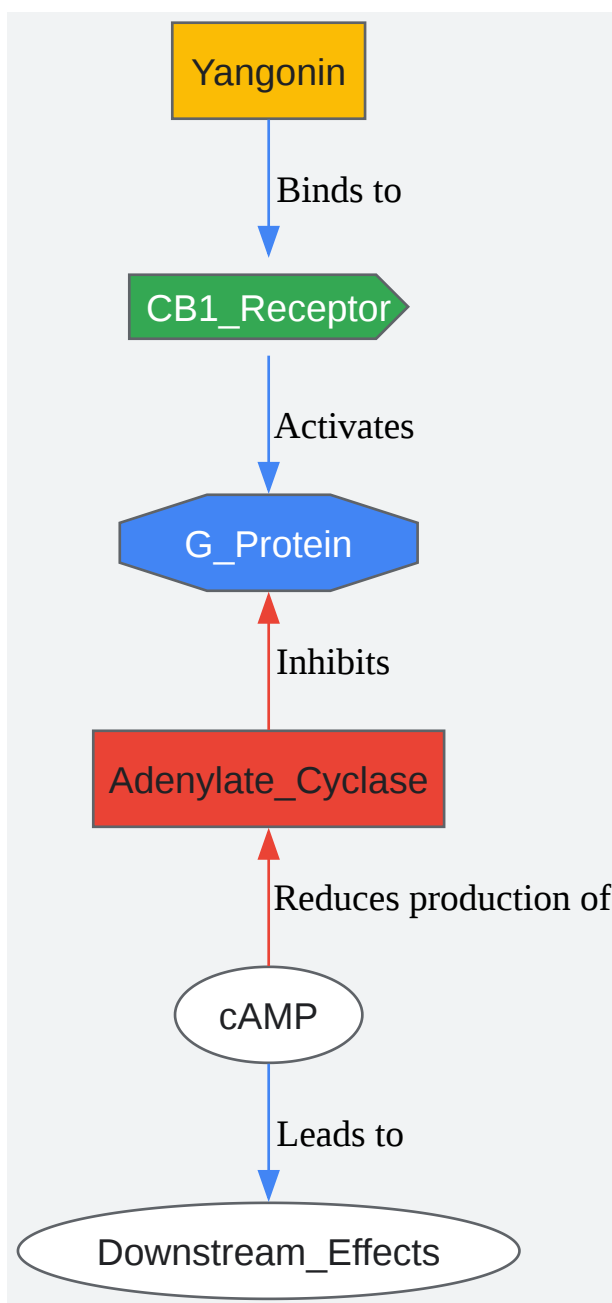 Yangonin
Binds to
CB1_Receptor
Activates
G_Protein
Inhibits
Adenylate_Cyclase
Reduces production of
cAMP
Leads to
Downstream_Effects